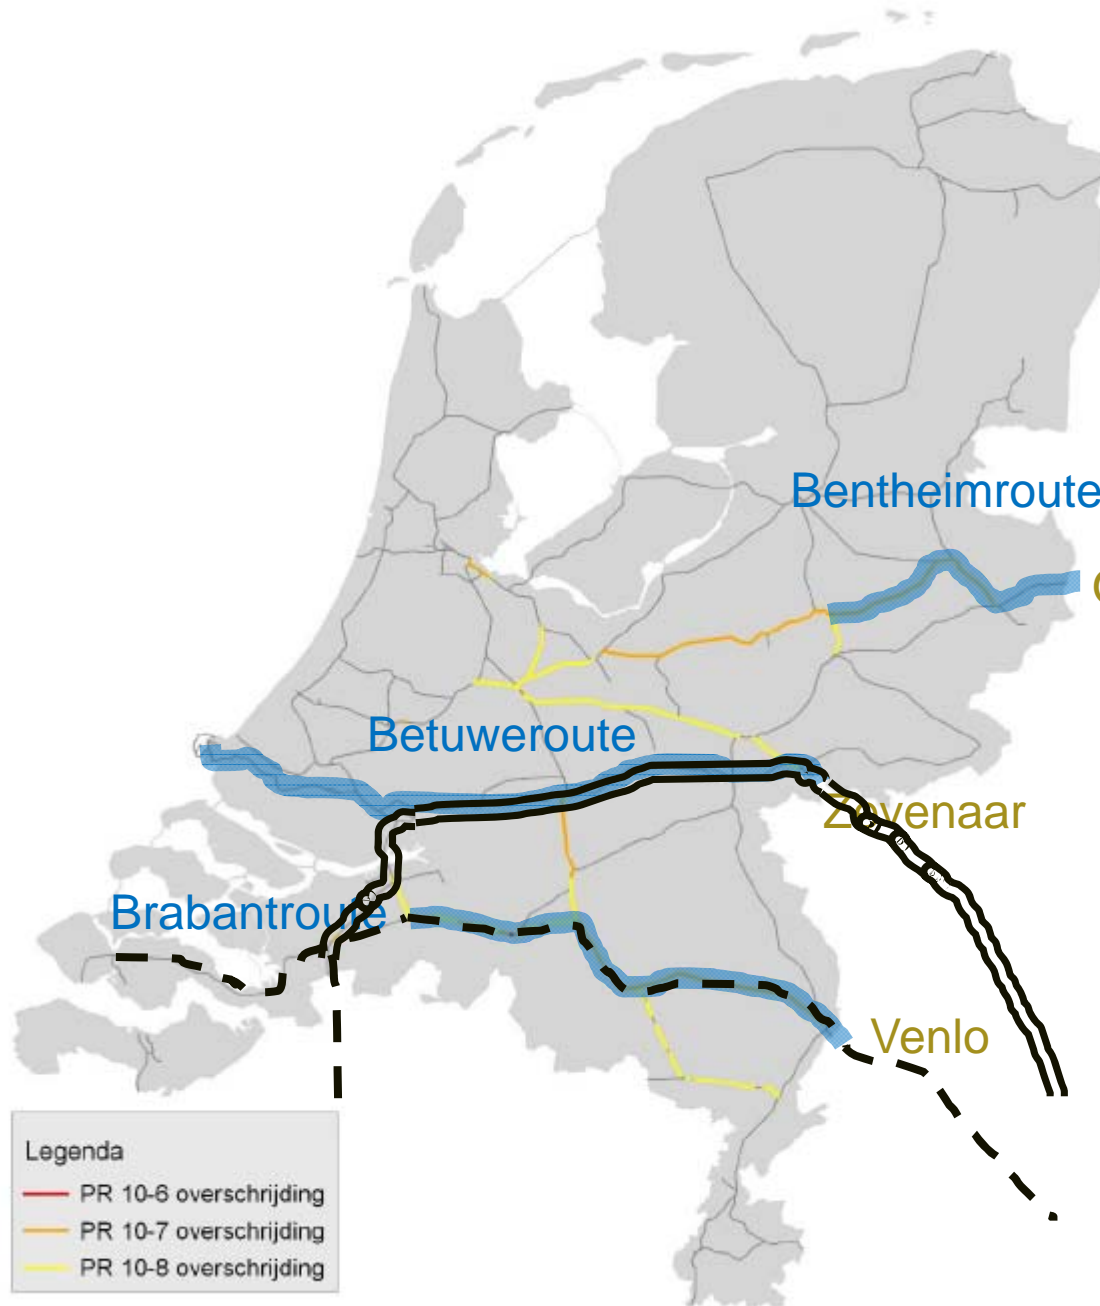 Bentheimroute
Betuweroute
Zevenaar
Brabantroute
Venlo
Legenda
PR 10-6 overschrijding
PR 10-7 overschrijding
PR 10-8 overschrijding